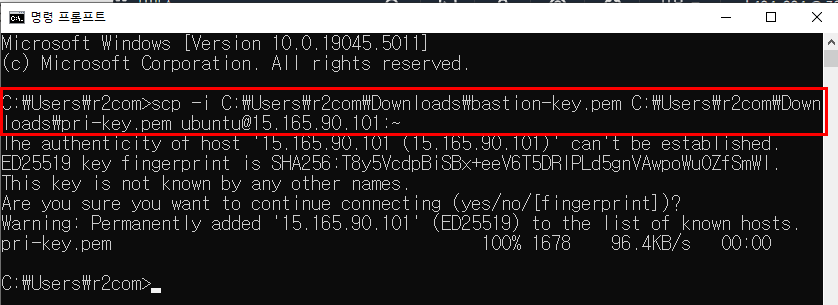 명령 프롬프트
Microsoft Windows [Version 10.0.19045.5011]
(c) Microsoft Corporation. All rights reserved.
C:₩Users₩r2com>scp -i C:₩Users₩r2com₩Downloads₩bastion-key.pem C:₩Users₩r2com₩Down
loads₩pri-key.pem ubuntu@15.165.90.101:~
The authenticity of host '15.165.90.101 (15.165.90.101)' can't be established.
ED25519 key fingerprint is SHA256:T8y5VcdpBiSBx+eeV6T5DRlPLd5gnVAwpoWuOZfSmWI.
This key is not known by any other names.
Are you sure you want to continue connecting (yes/no/[fingerprint])?
Warning: Permanently added '15.165.90.101' (ED25519) to the list of known hosts.
pri-key.pem 100% 1678 96.4KB/s 00:00
C:₩Users₩r2com>